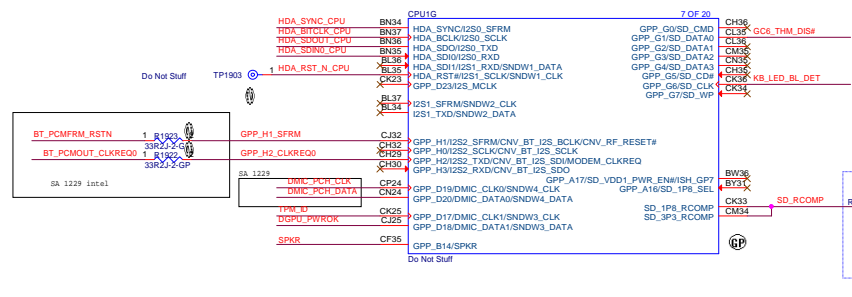 CPU1G 7 OF 20
HDA_SYNC_CPU BN34 HDA_SYNC/I2S0_SFRM GPP_G0/SD_CMD CH36
HDA_BITCLK_CPU BN37 HDA_BCLK/I2S0_SCLK GPP_G1/SD_DATA0 CL35 GC6_THM_DIS#
HDA_SDOUT_CPU BN36 HDA_SDO/I2S0_TXD GPP_G2/SD_DATA1 CL36
HDA_SDIN0_CPU BN35 HDA_SDI0/I2S0_RXD GPP_G3/SD_DATA2 CM35
BL36 HDA_SDI1/I2S1_RXD/SNDW1_DATA GPP_G4/SD_DATA3 CN35
Do Not Stuff TP1903 1 HDA_RST_N_CPU BL35 HDA_RST#/I2S1_SCLK/SNDW1_CLK GPP_G5/SD_CD# CH35
CK23 GPP_D23/I2S_MCLK GPP_G6/SD_CLK CK36 KB_LED_BL_DET
GPP_G7/SD_WP CK34
BL37 I2S1_SFRM/SNDW2_CLK
BL34 I2S1_TXD/SNDW2_DATA
BT_PCMFRM_RSTN 1 R1923 2 GPP_H1_SFRM CJ32 GPP_H1/I2S2_SFRM/CNV_BT_I2S_BCLK/CNV_RF_RESET#
33R2J-2-GP CH32 GPP_H0/I2S2_SCLK/CNV_BT_I2S_SCLK
BT_PCMOUT_CLKREQ0 1 R1922 2 GPP_H2_CLKREQ0 CH29 GPP_H2/I2S2_TXD/CNV_BT_I2S_SDI/MODEM_CLKREQ
33R2J-2-GP CH30 GPP_H3/I2S2_RXD/CNV_BT_I2S_SDO
SA 1229 intel
SA 1229 GPP_A17/SD_VDD1_PWR_EN#/ISH_GP7 BW36
DMIC_PCH_CLK CP24 GPP_D19/DMIC_CLK0/SNDW4_CLK GPP_A16/SD_1P8_SEL BY31
DMIC_PCH_DATA CN24 GPP_D20/DMIC_DATA0/SNDW4_DATA
SD_1P8_RCOMP CK33 SD_RCOMP R
TPM_ID CK25 GPP_D17/DMIC_CLK1/SNDW3_CLK SD_3P3_RCOMP CM34
DGPU_PWROK CJ25 GPP_D18/DMIC_DATA1/SNDW3_DATA
SPKR CF35 GPP_B14/SPKR
GP
Do Not Stuff